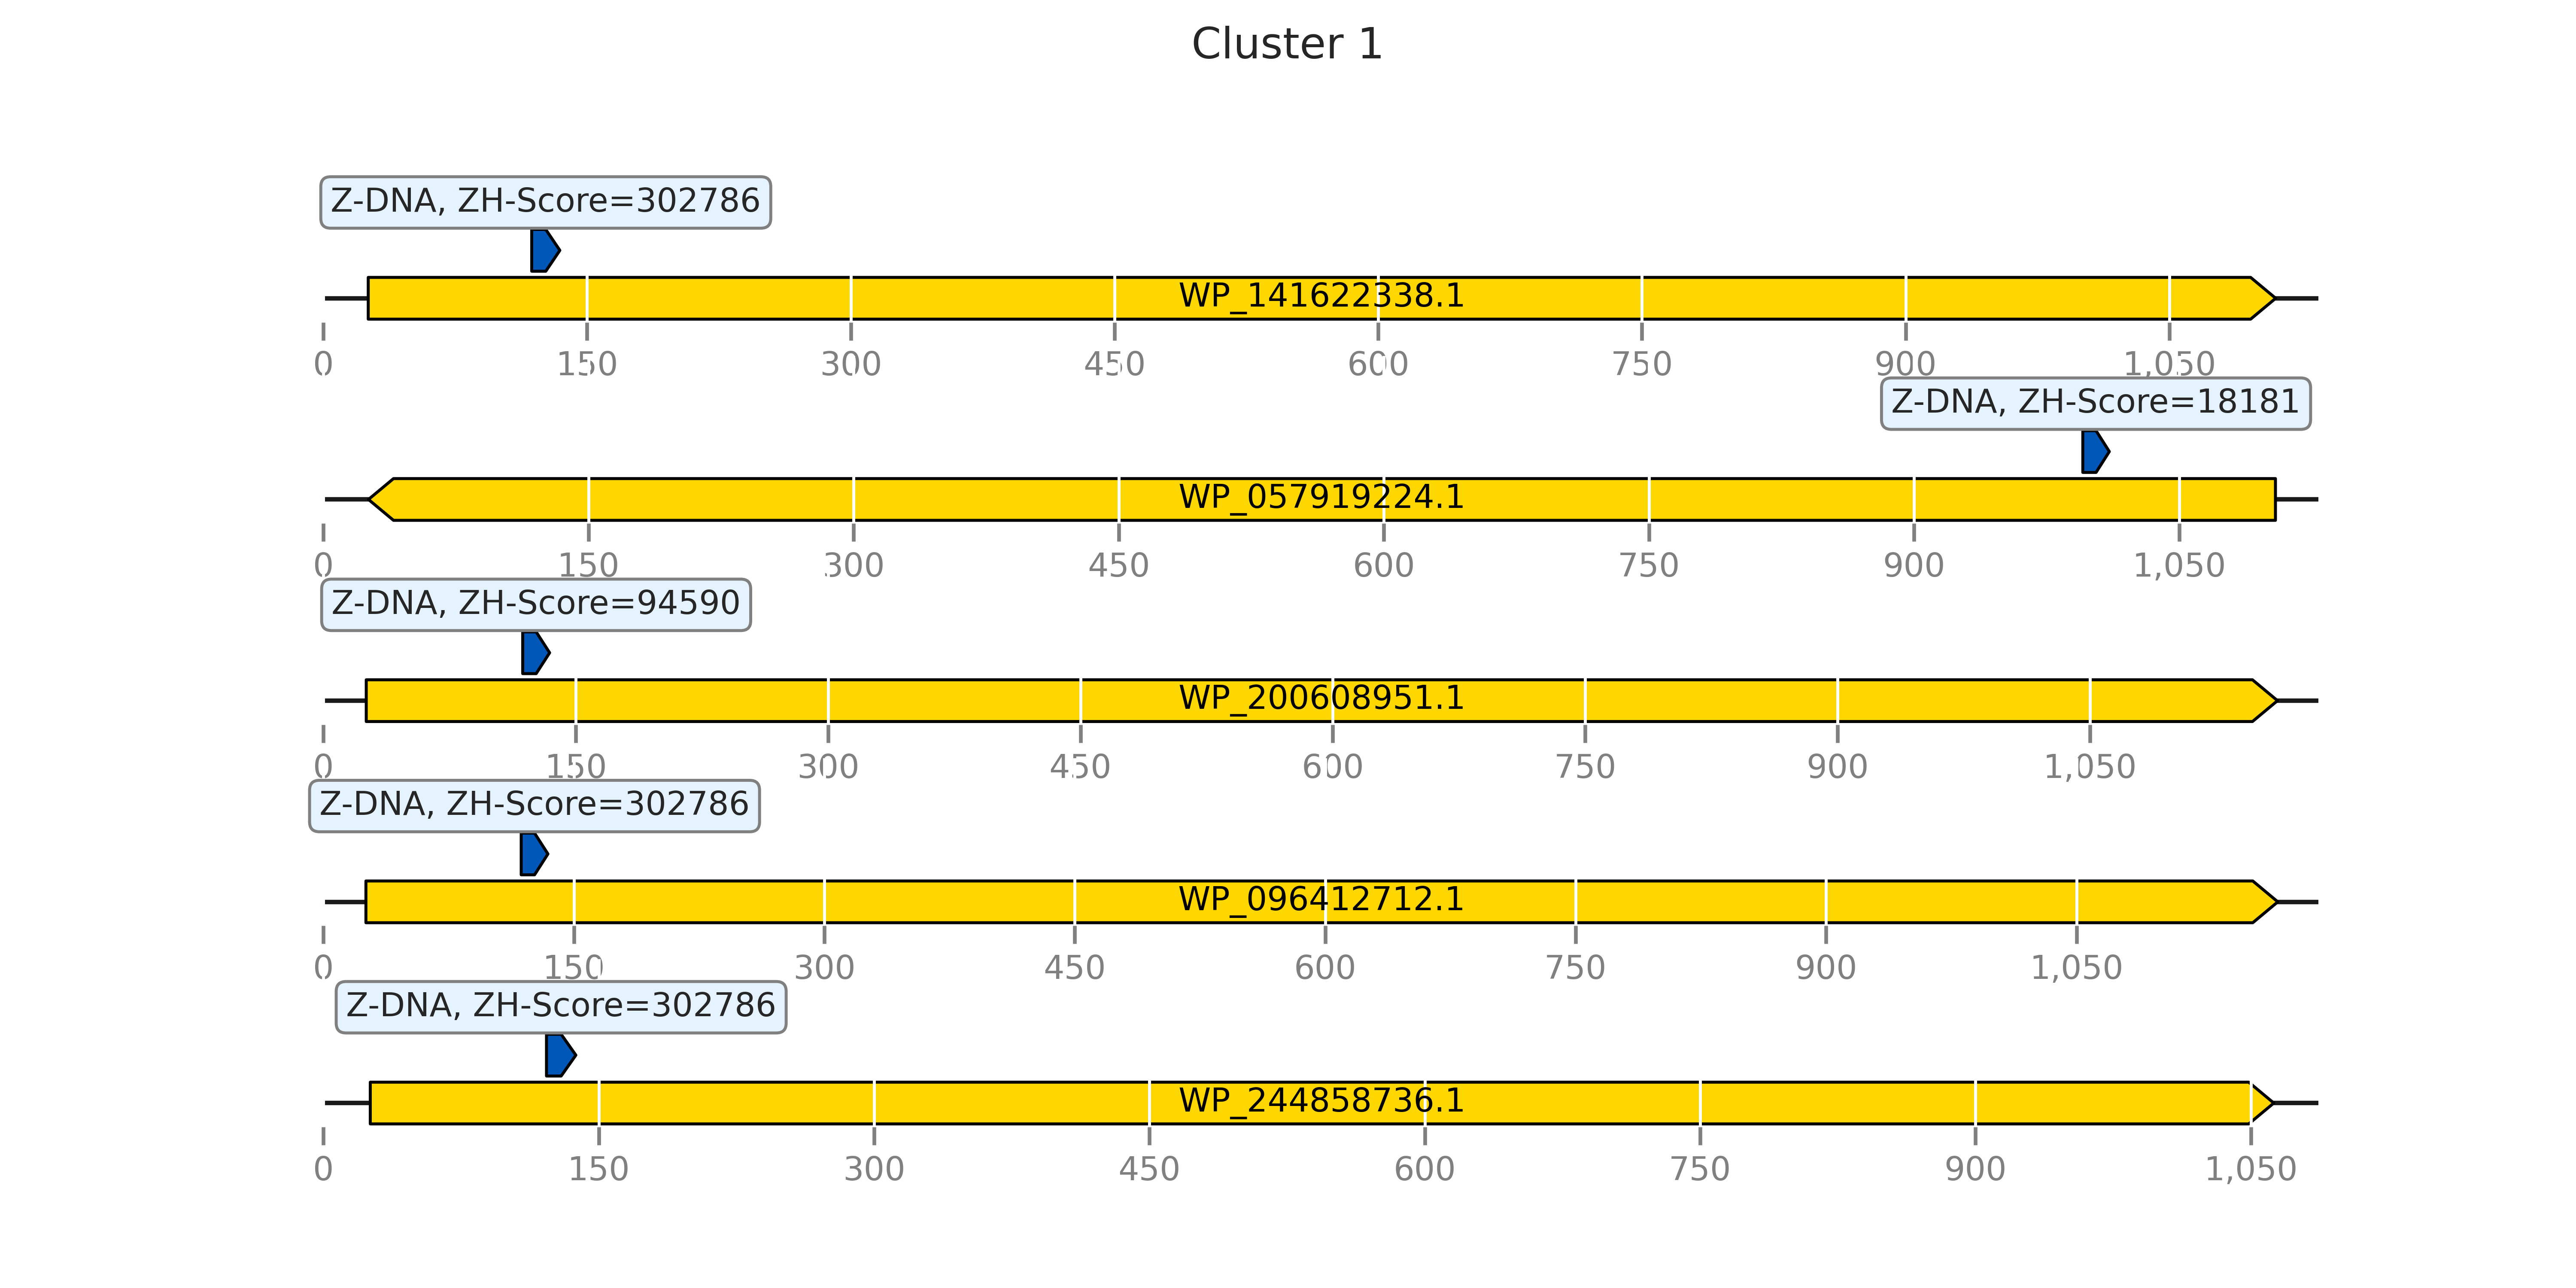 Cluster 1
Z-DNA, ZH-Score=302786
WP_141622338.1
0 150 300 450 600 750 900 1,050
Z-DNA, ZH-Score=18181
WP_057919224.1
0 150 300 450 600 750 900 1,050
Z-DNA, ZH-Score=94590
WP_200608951.1
0 150 300 450 600 750 900 1,050
Z-DNA, ZH-Score=302786
WP_096412712.1
0 150 300 450 600 750 900 1,050
Z-DNA, ZH-Score=302786
WP_244858736.1
0 150 300 450 600 750 900 1,050